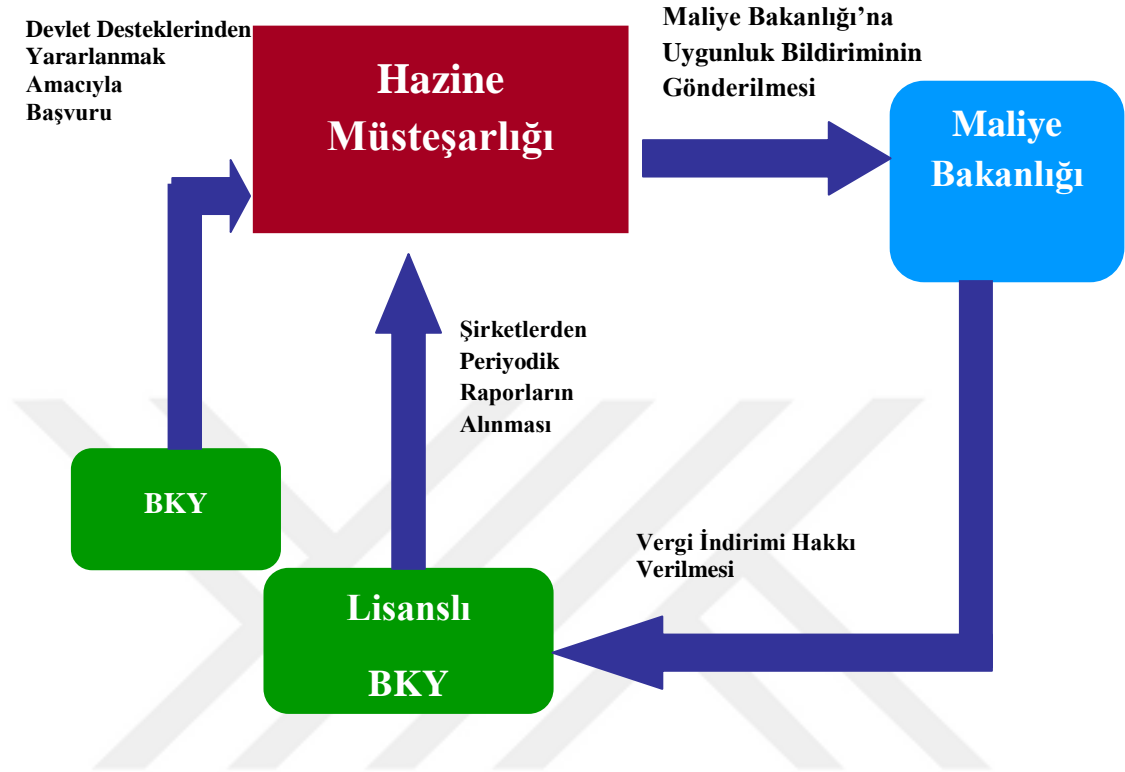 Devlet Desteklerinden
Yararlanmak
Amacıyla
Başvuru
Hazine
Müsteşarlığı
Maliye Bakanlığı’na
Uygunluk Bildiriminin
Gönderilmesi
Maliye
Bakanlığı
Şirketlerden
Periyodik
Raporların
Alınması
BKY
Vergi İndirimi Hakkı
Verilmesi
Lisanslı
BKY